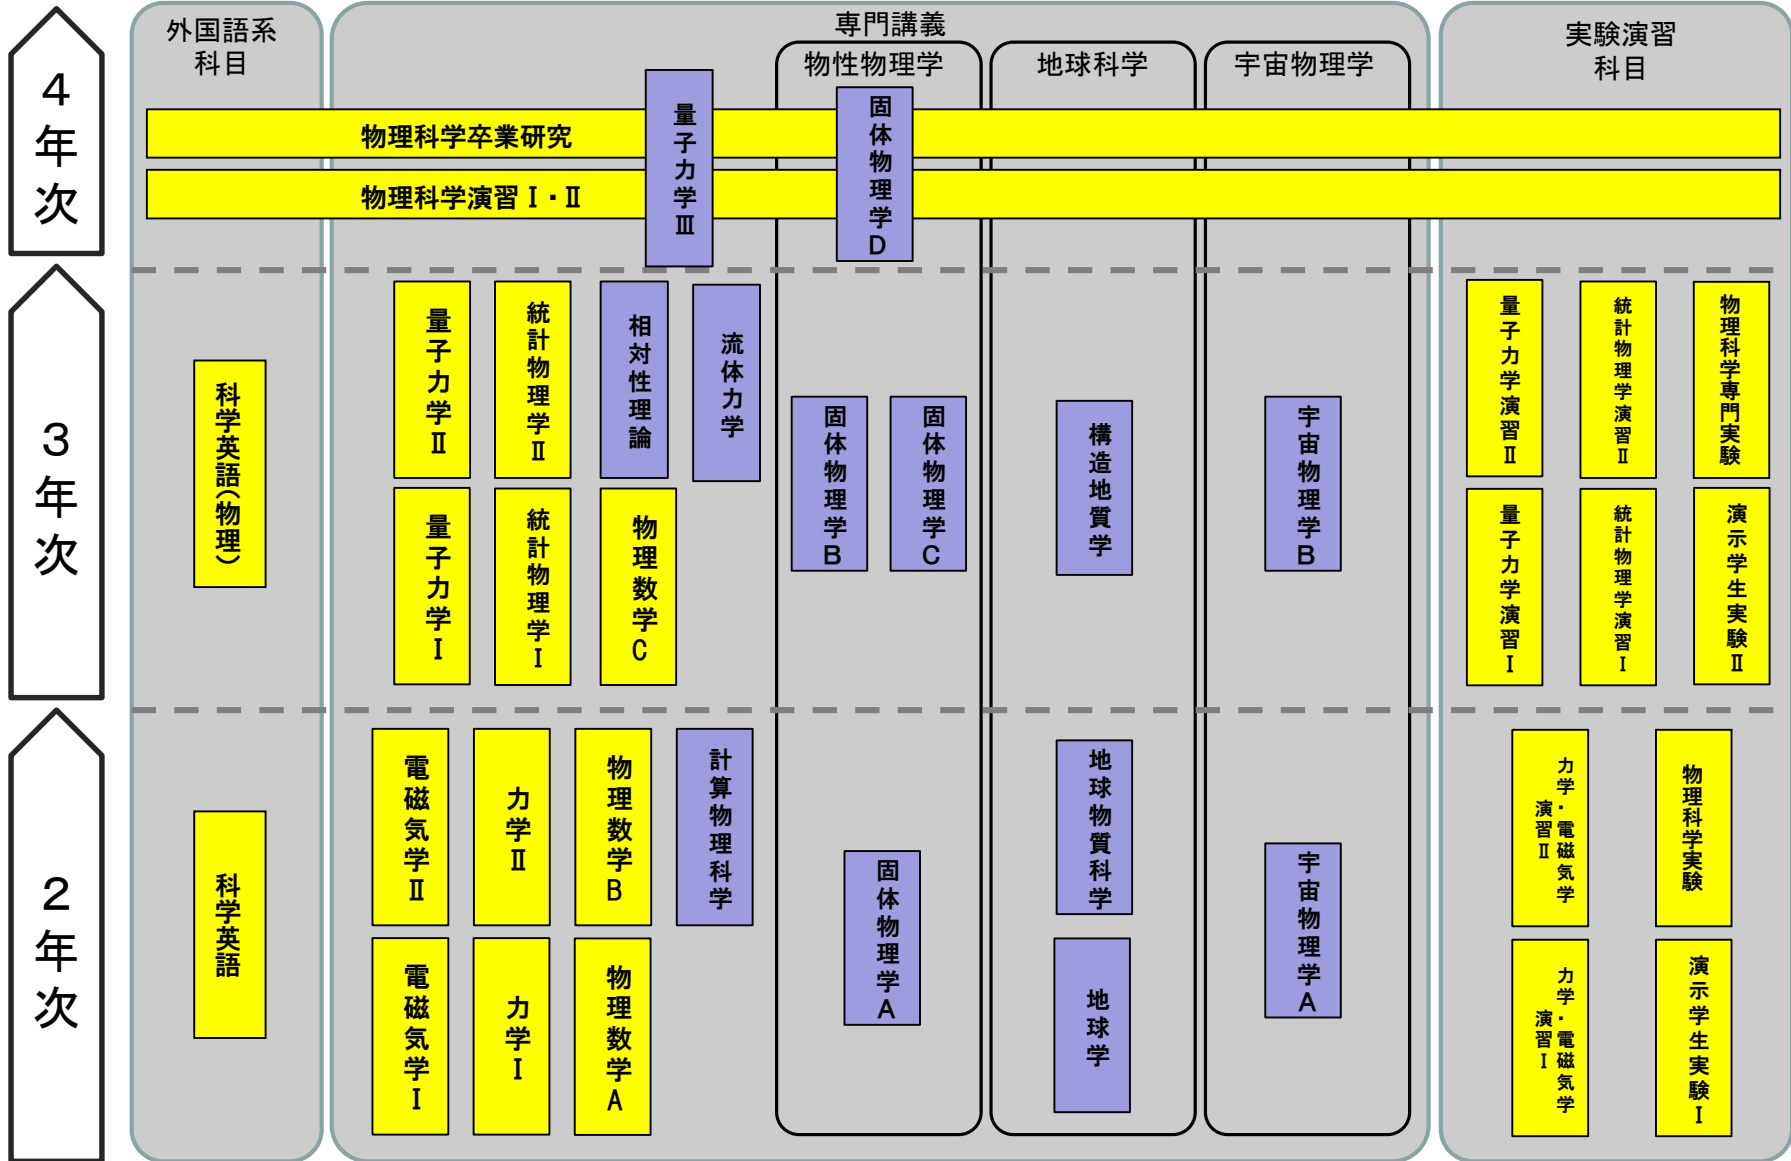 外国語系
科目
専門講義
物性物理学
地球科学
宇宙物理学
実験演習
科目
4年次
物理科学卒業研究
物理科学演習Ⅰ・Ⅱ
量子力学Ⅲ
固体物理学D
3年次
科学英語(物理)
量子力学Ⅱ
統計物理学Ⅱ
相対性理論
流体力学
量子力学Ⅰ
統計物理学Ⅰ
物理数学C
固体物理学B
固体物理学C
構造地質学
宇宙物理学B
量子力学演習Ⅱ
統計物理学演習Ⅱ
物理科学専門実験
量子力学演習Ⅰ
統計物理学演習Ⅰ
演示学生実験Ⅱ
2年次
科学英語
電磁気学Ⅱ
力学Ⅱ
物理数学B
計算物理科学
電磁気学Ⅰ
力学Ⅰ
物理数学A
固体物理学A
地球物質科学
地球学
宇宙物理学A
力学・電磁気学
演習Ⅱ
物理科学実験
力学・電磁気学
演習Ⅰ
演示学生実験Ⅰ